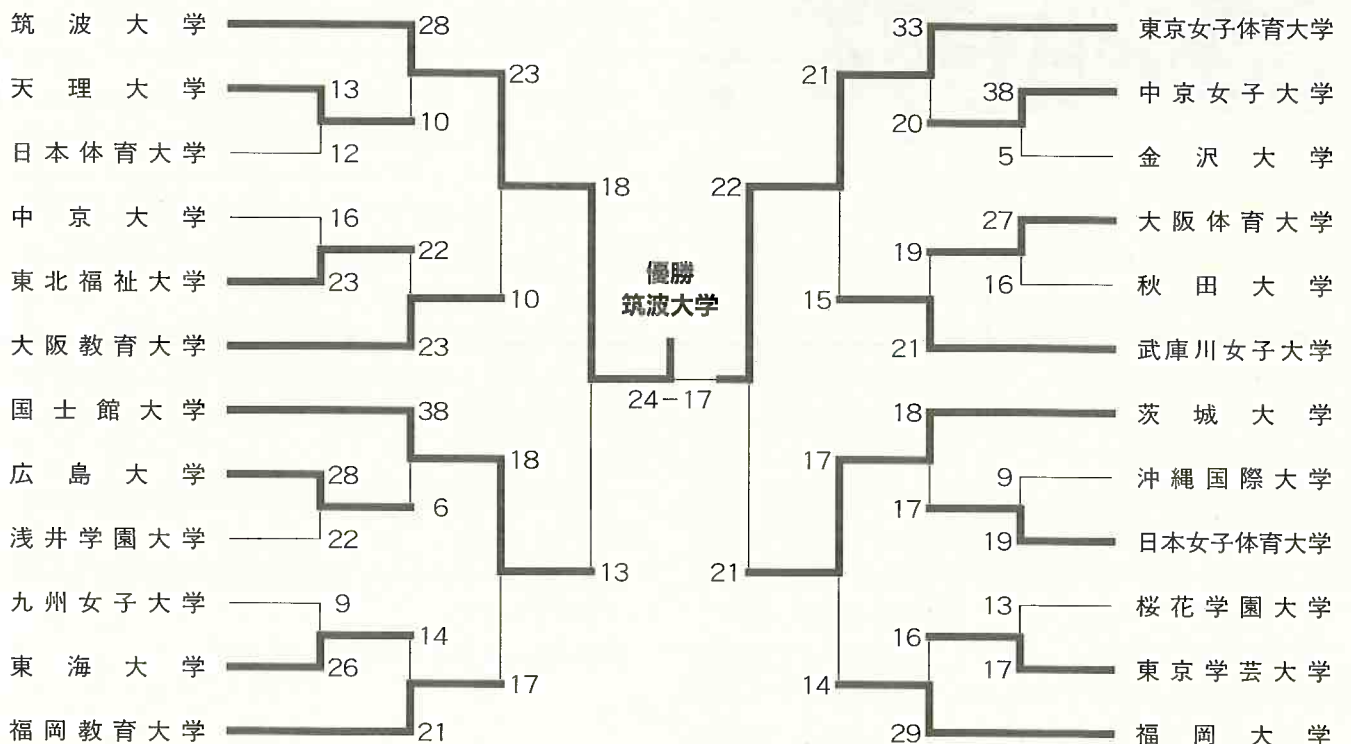 筑波大学 28 33 東京女子体育大学
23 21
天理大学 13 38 中京女子大学
10 20
日本体育大学 12 5 金沢大学
18 22
中京大学 16 27 大阪体育大学
22 19
東北福祉大学 23 16 秋田大学
優勝
10 15
筑波大学
大阪教育大学 23 21 武庫川女子大学
24-17
国士館大学 38 18 茨城大学
18 17
広島大学 28 9 沖縄国際大学
6 17
浅井学園大学 22 19 日本女子体育大学
13 21
九州女子大学 9 13 桜花学園大学
14 16
東海大学 26 17 東京学芸大学
17 14
福岡教育大学 21 29 福岡大学